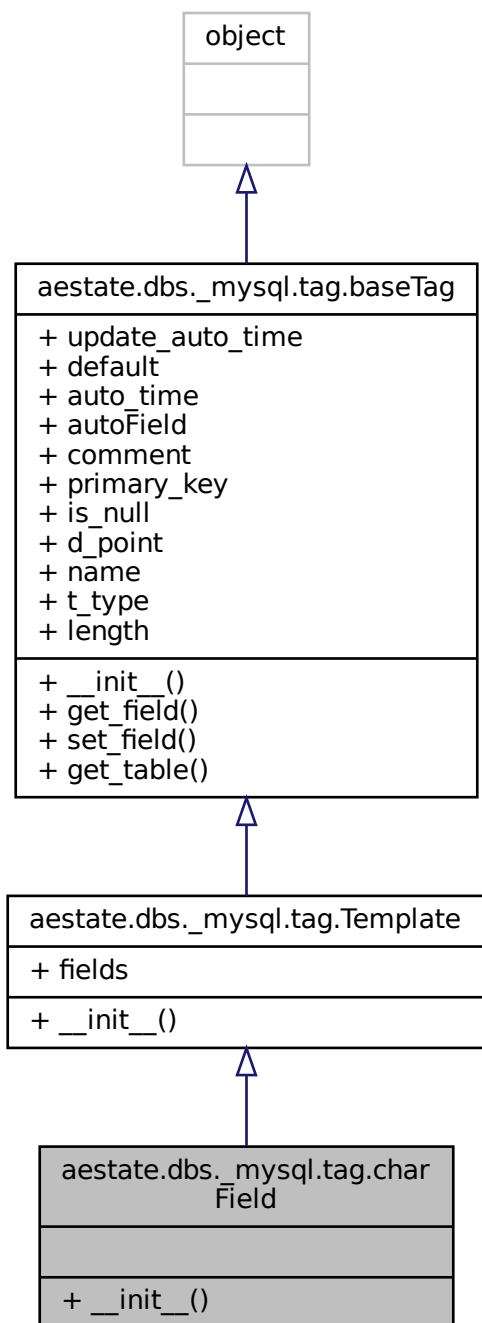 object
aestate.dbs._mysql.tag.baseTag
+ update_auto_time
+ default
+ auto_time
+ autoField
+ comment
+ primary_key
+ is_null
+ d_point
+ name
+ t_type
+ length
+ __init__()
+ get_field()
+ set_field()
+ get_table()
aestate.dbs._mysql.tag.Template
+ fields
+ __init__()
aestate.dbs._mysql.tag.char
Field
+ __init__()